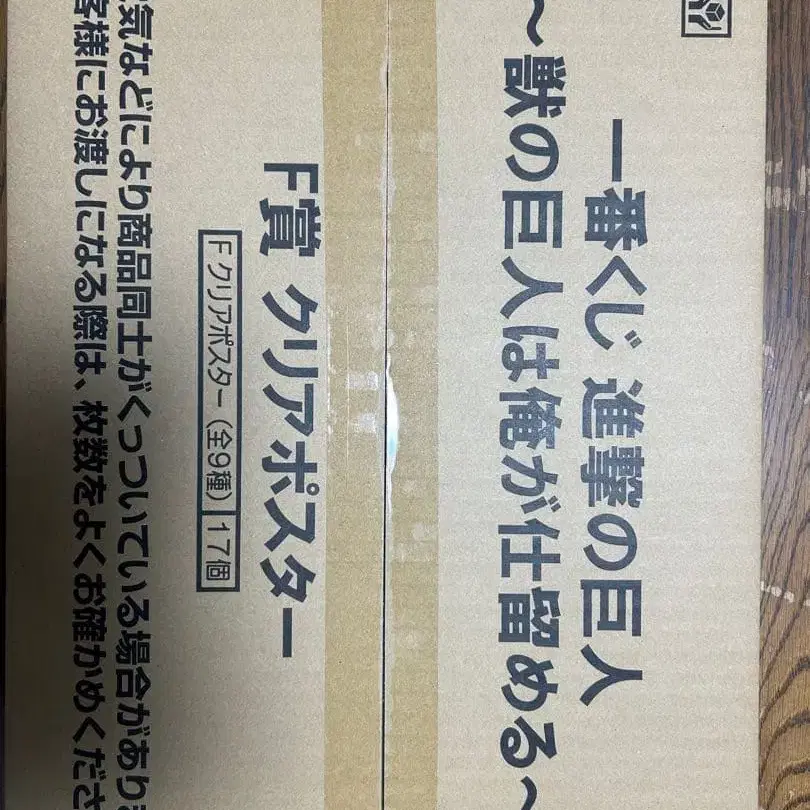 一番くじ 進撃の巨人
～獣の巨人は俺が仕留める～
F賞 クリアポスター
F クリアポスター（全9種） 17個
気などにより商品同士がくっついている場合があり
客様にお渡しになる際は、枚数をよくお確かめくださ